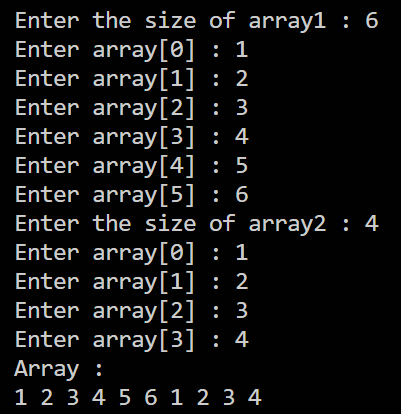 Enter the size of array1 : 6
Enter array[0] : 1
Enter array[1] : 2
Enter array[2] : 3
Enter array[3] : 4
Enter array[4] : 5
Enter array[5] : 6
Enter the size of array2 : 4
Enter array[0] : 1
Enter array[1] : 2
Enter array[2] : 3
Enter array[3] : 4
Array :
1 2 3 4 5 6 1 2 3 4